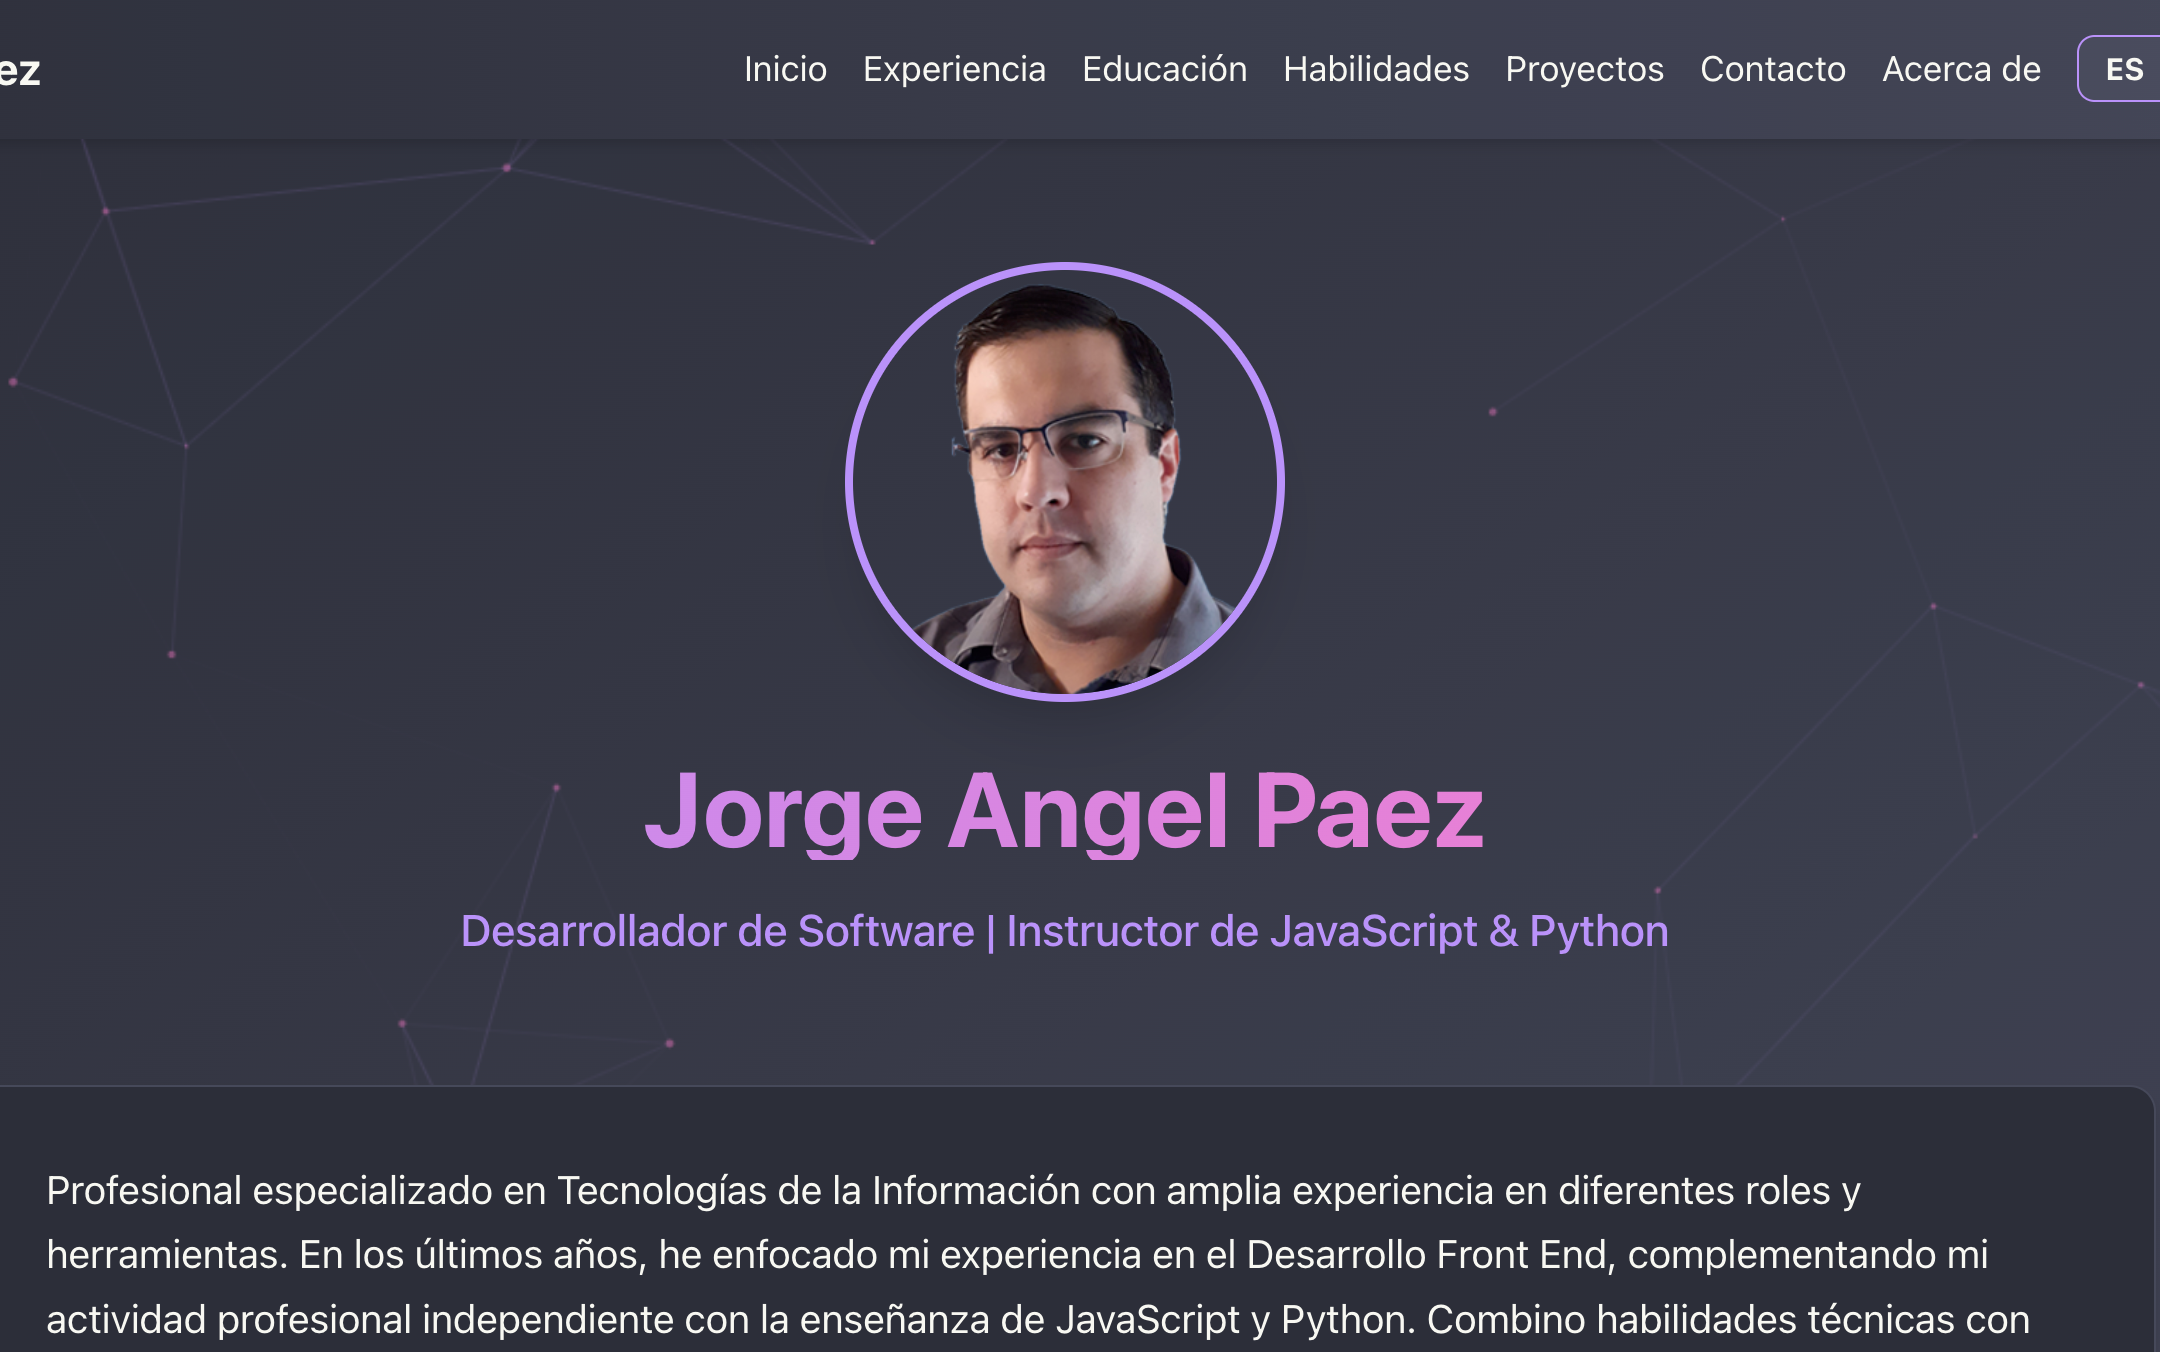 ez
Inicio Experiencia Educación Habilidades Proyectos Contacto Acerca de ES
Jorge Angel Paez
Desarrollador de Software | Instructor de JavaScript & Python
Profesional especializado en Tecnologías de la Información con amplia experiencia en diferentes roles y
herramientas. En los últimos años, he enfocado mi experiencia en el Desarrollo Front End, complementando mi
actividad profesional independiente con la enseñanza de JavaScript y Python. Combino habilidades técnicas con